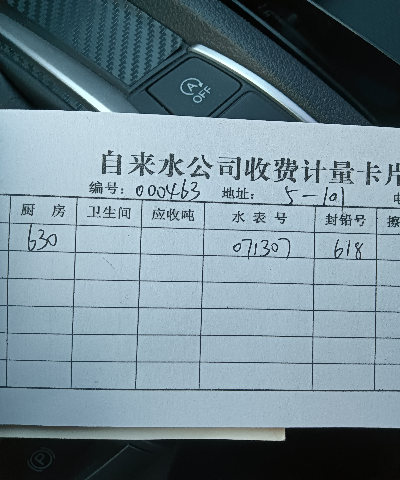 A OFF
自来水公司收费计量卡片
编号: 000463 地址: 5-101
厨房 卫生间 应收吨 水表号 封铅号
630 071307 618
P